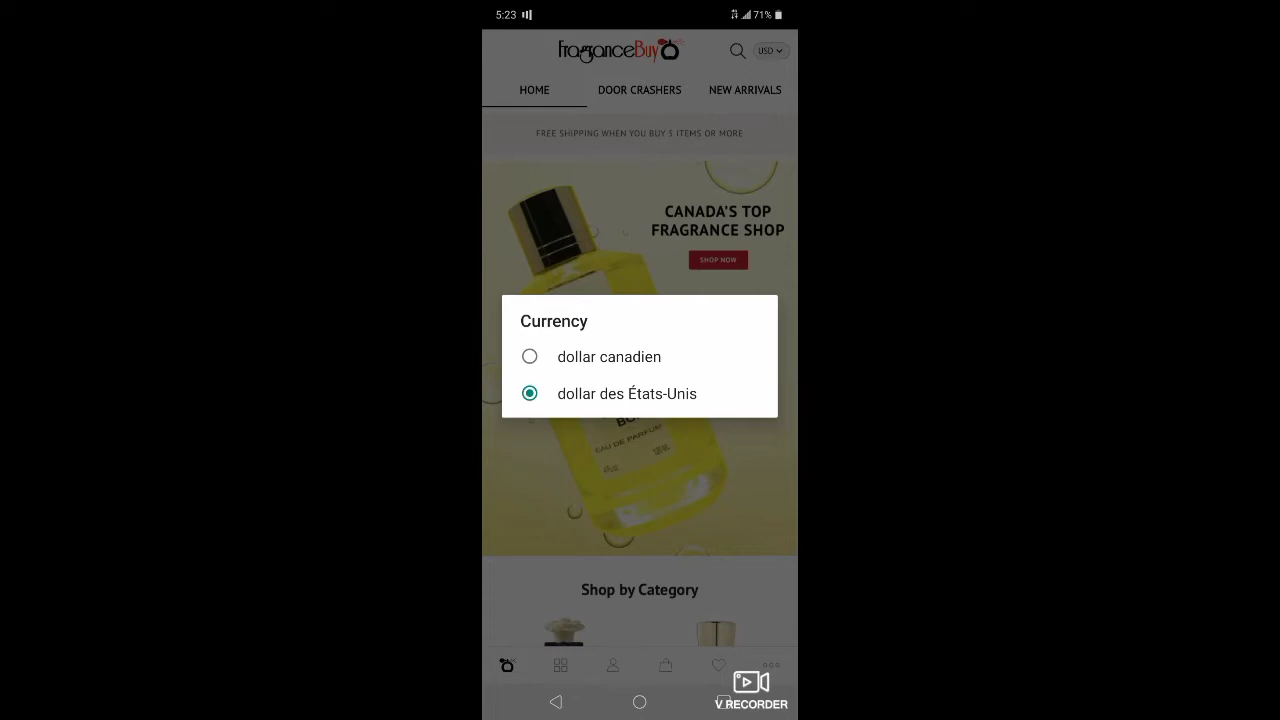 5:23
71%
FragranceBuy
USD
HOME
DOOR CRASHERS
NEW ARRIVALS
FREE SHIPPING WHEN YOU BUY 3 ITEMS OR MORE
CANADA'S TOP
FRAGRANCE SHOP
SHOP NOW
Currency
dollar canadien
dollar des États-Unis
EAU DE PARFUM
Shop by Category
V RECORDER